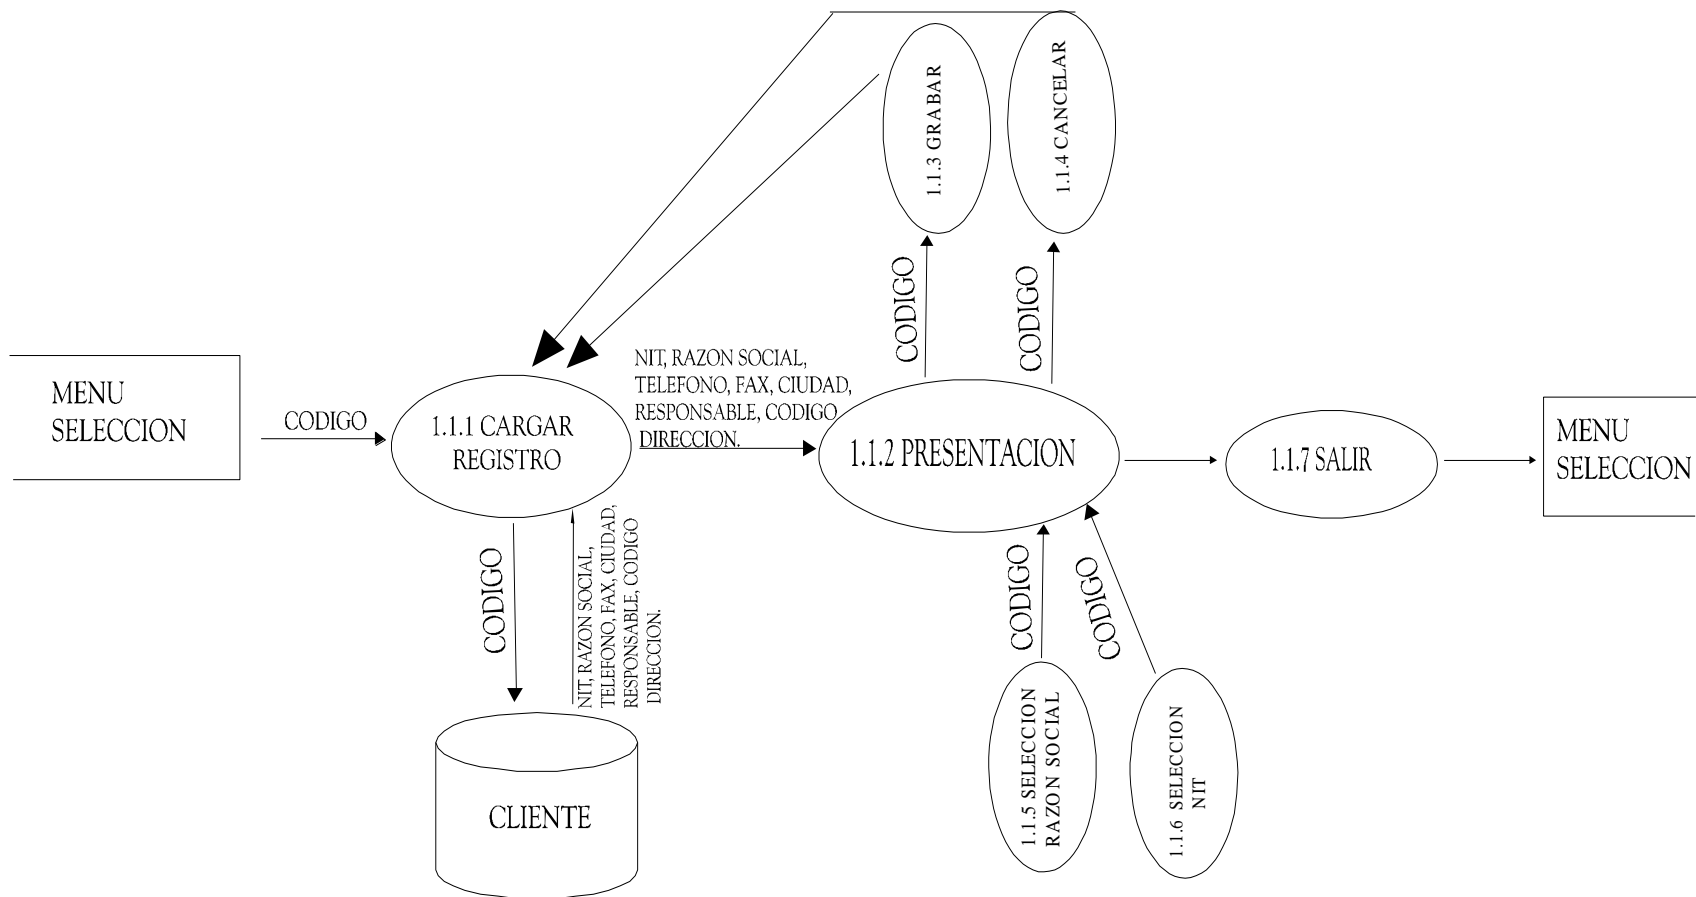 1.1.3 GRABAR
1.1.4 CANCELAR
CODIGO
CODIGO
MENU
SELECCION
CODIGO
1.1.1 CARGAR
REGISTRO
NIT, RAZON SOCIAL,
TELEFONO, FAX, CIUDAD,
RESPONSABLE, CODIGO
DIRECCION.
1.1.2 PRESENTACION
1.1.7 SALIR
MENU
SELECCION
CODIGO
NIT, RAZON SOCIAL,
TELEFONO, FAX, CIUDAD,
RESPONSABLE, CODIGO
DIRECCION.
CODIGO
CODIGO
CLIENTE
1.1.5 SELECCION
RAZON SOCIAL
1.1.6 SELECCION
NIT